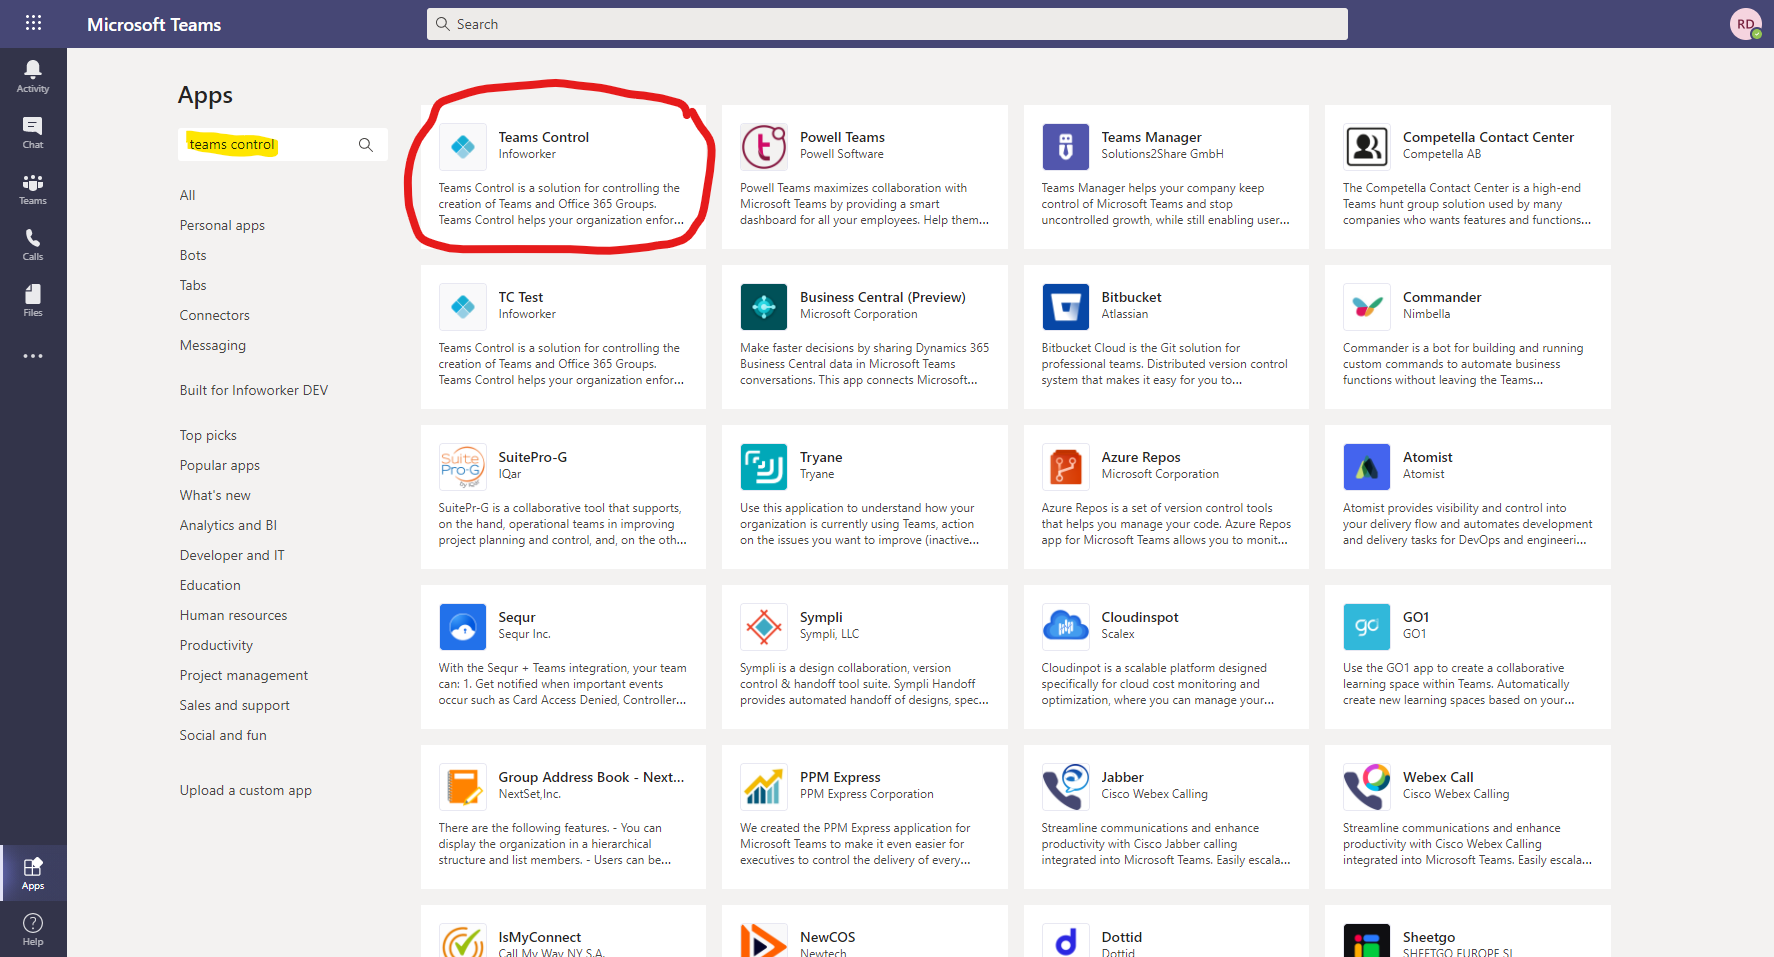 Microsoft Teams
Search
RD
Activity
Chat
Teams
Calls
Files
Apps
Help
Apps
teams control
All
Personal apps
Bots
Tabs
Connectors
Messaging
Built for Infoworker DEV
Top picks
Popular apps
What's new
Analytics and BI
Developer and IT
Education
Human resources
Productivity
Project management
Sales and support
Social and fun
Upload a custom app
Teams Control
Infoworker
Teams Control is a solution for controlling the
creation of Teams and Office 365 Groups.
Teams Control helps your organization enfor...
Powell Teams
Powell Software
Powell Teams maximizes collaboration with
Microsoft Teams by providing a smart
dashboard for all your employees. Help them...
Teams Manager
Solutions2Share GmbH
Teams Manager helps your company keep
control of Microsoft Teams and stop
uncontrolled growth, while still enabling user...
Competella Contact Center
Competella AB
The Competella Contact Center is a high-end
Teams hunt group solution used by many
companies who wants features and functions...
TC Test
Infoworker
Teams Control is a solution for controlling the
creation of Teams and Office 365 Groups.
Teams Control helps your organization enfor...
Business Central (Preview)
Microsoft Corporation
Make faster decisions by sharing Dynamics 365
Business Central data in Microsoft Teams
conversations. This app connects Microsoft...
Bitbucket
Atlassian
Bitbucket Cloud is the Git solution for
professional teams. Distributed version control
system that makes it easy for you to...
Commander
Nimbella
Commander is a bot for building and running
custom commands to automate business
functions without leaving the Teams...
Suite
Pro-G
by IQar
SuitePro-G
IQar
SuitePr-G is a collaborative tool that supports,
on the hand, operational teams in improving
project planning and control, and, on the oth...
Tryane
Tryane
Use this application to understand how your
organization is currently using Teams, action
on the issues you want to improve (inactive...
Azure Repos
Microsoft Corporation
Azure Repos is a set of version control tools
that helps you manage your code. Azure Repos
app for Microsoft Teams allows you to monit...
Atomist
Atomist
Atomist provides visibility and control into
your delivery flow and automates development
and delivery tasks for DevOps and engineeri...
Sequr
Sequr Inc.
With the Sequr + Teams integration, your team
can: 1. Get notified when important events
occur such as Card Access Denied, Controller...
Sympli
Sympli, LLC
Sympli is a design collaboration, version
control & handoff tool suite. Sympli Handoff
provides automated handoff of designs, spec...
Cloudinspot
Scalex
Cloudinpot is a scalable platform designed
specifically for cloud cost monitoring and
optimization, where you can manage your...
go
GO1
GO1
Use the GO1 app to create a collaborative
learning space within Teams. Automatically
create new learning spaces based on your...
Group Address Book - Next...
NextSet,Inc.
There are the following features. - You can
display the organization in a hierarchical
structure and list members. - Users can be...
PPM Express
PPM Express Corporation
We created the PPM Express application for
Microsoft Teams to make it even easier for
executives to control the delivery of every...
Jabber
Cisco Webex Calling
Streamline communications and enhance
productivity with Cisco Jabber calling
integrated into Microsoft Teams. Easily escala...
Webex Call
Cisco Webex Calling
Streamline communications and enhance
productivity with Cisco Webex Calling
integrated into Microsoft Teams. Easily escala...
IsMyConnect
Call My Way NY S.A.
NewCOS
Newtech
Dottid
Dottid
Sheetgo
SHEETGO EUROPE SL